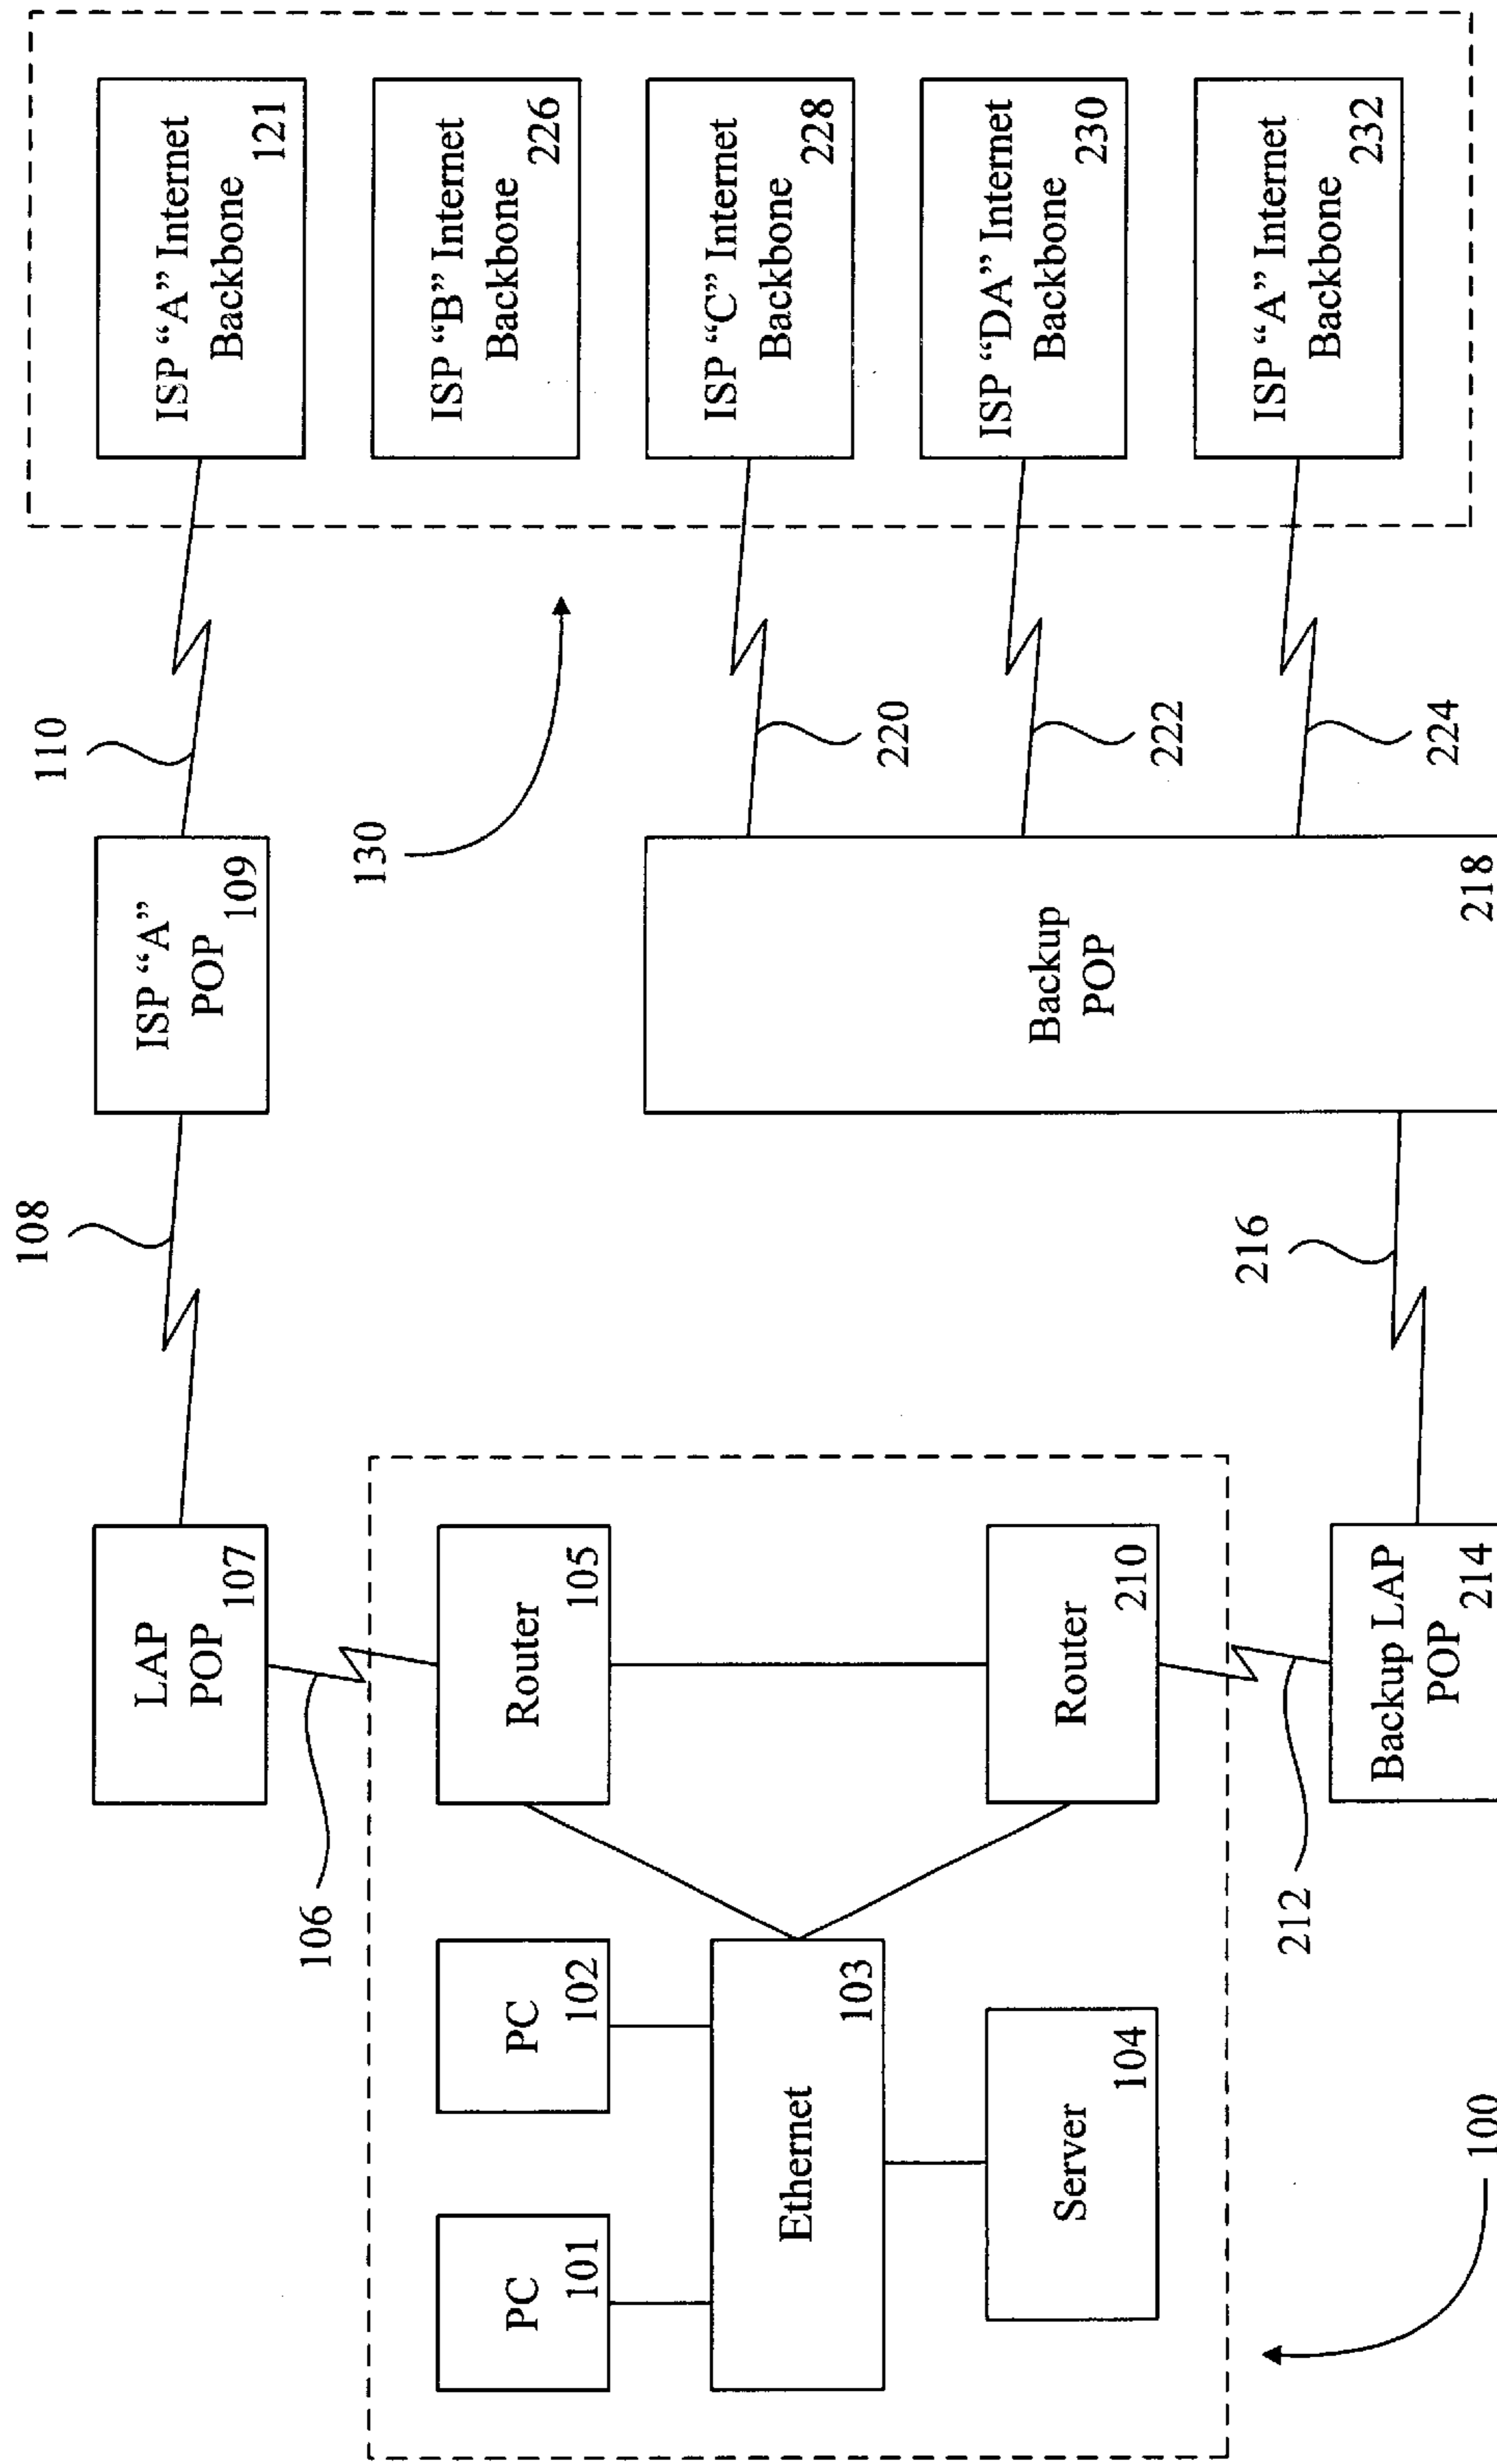 108
110
LAP
POP
107
ISP “A”
POP
109
ISP “A” Internet
Backbone
121
106
130
ISP “B” Internet
Backbone
226
PC
101
PC
102
Router
105
Ethernet
103
220
ISP “C” Internet
Backbone
228
Server
104
Router
210
Backup
POP
218
222
ISP “DA” Internet
Backbone
230
212
216
224
ISP “A” Internet
Backbone
232
Backup LAP
POP
214
100